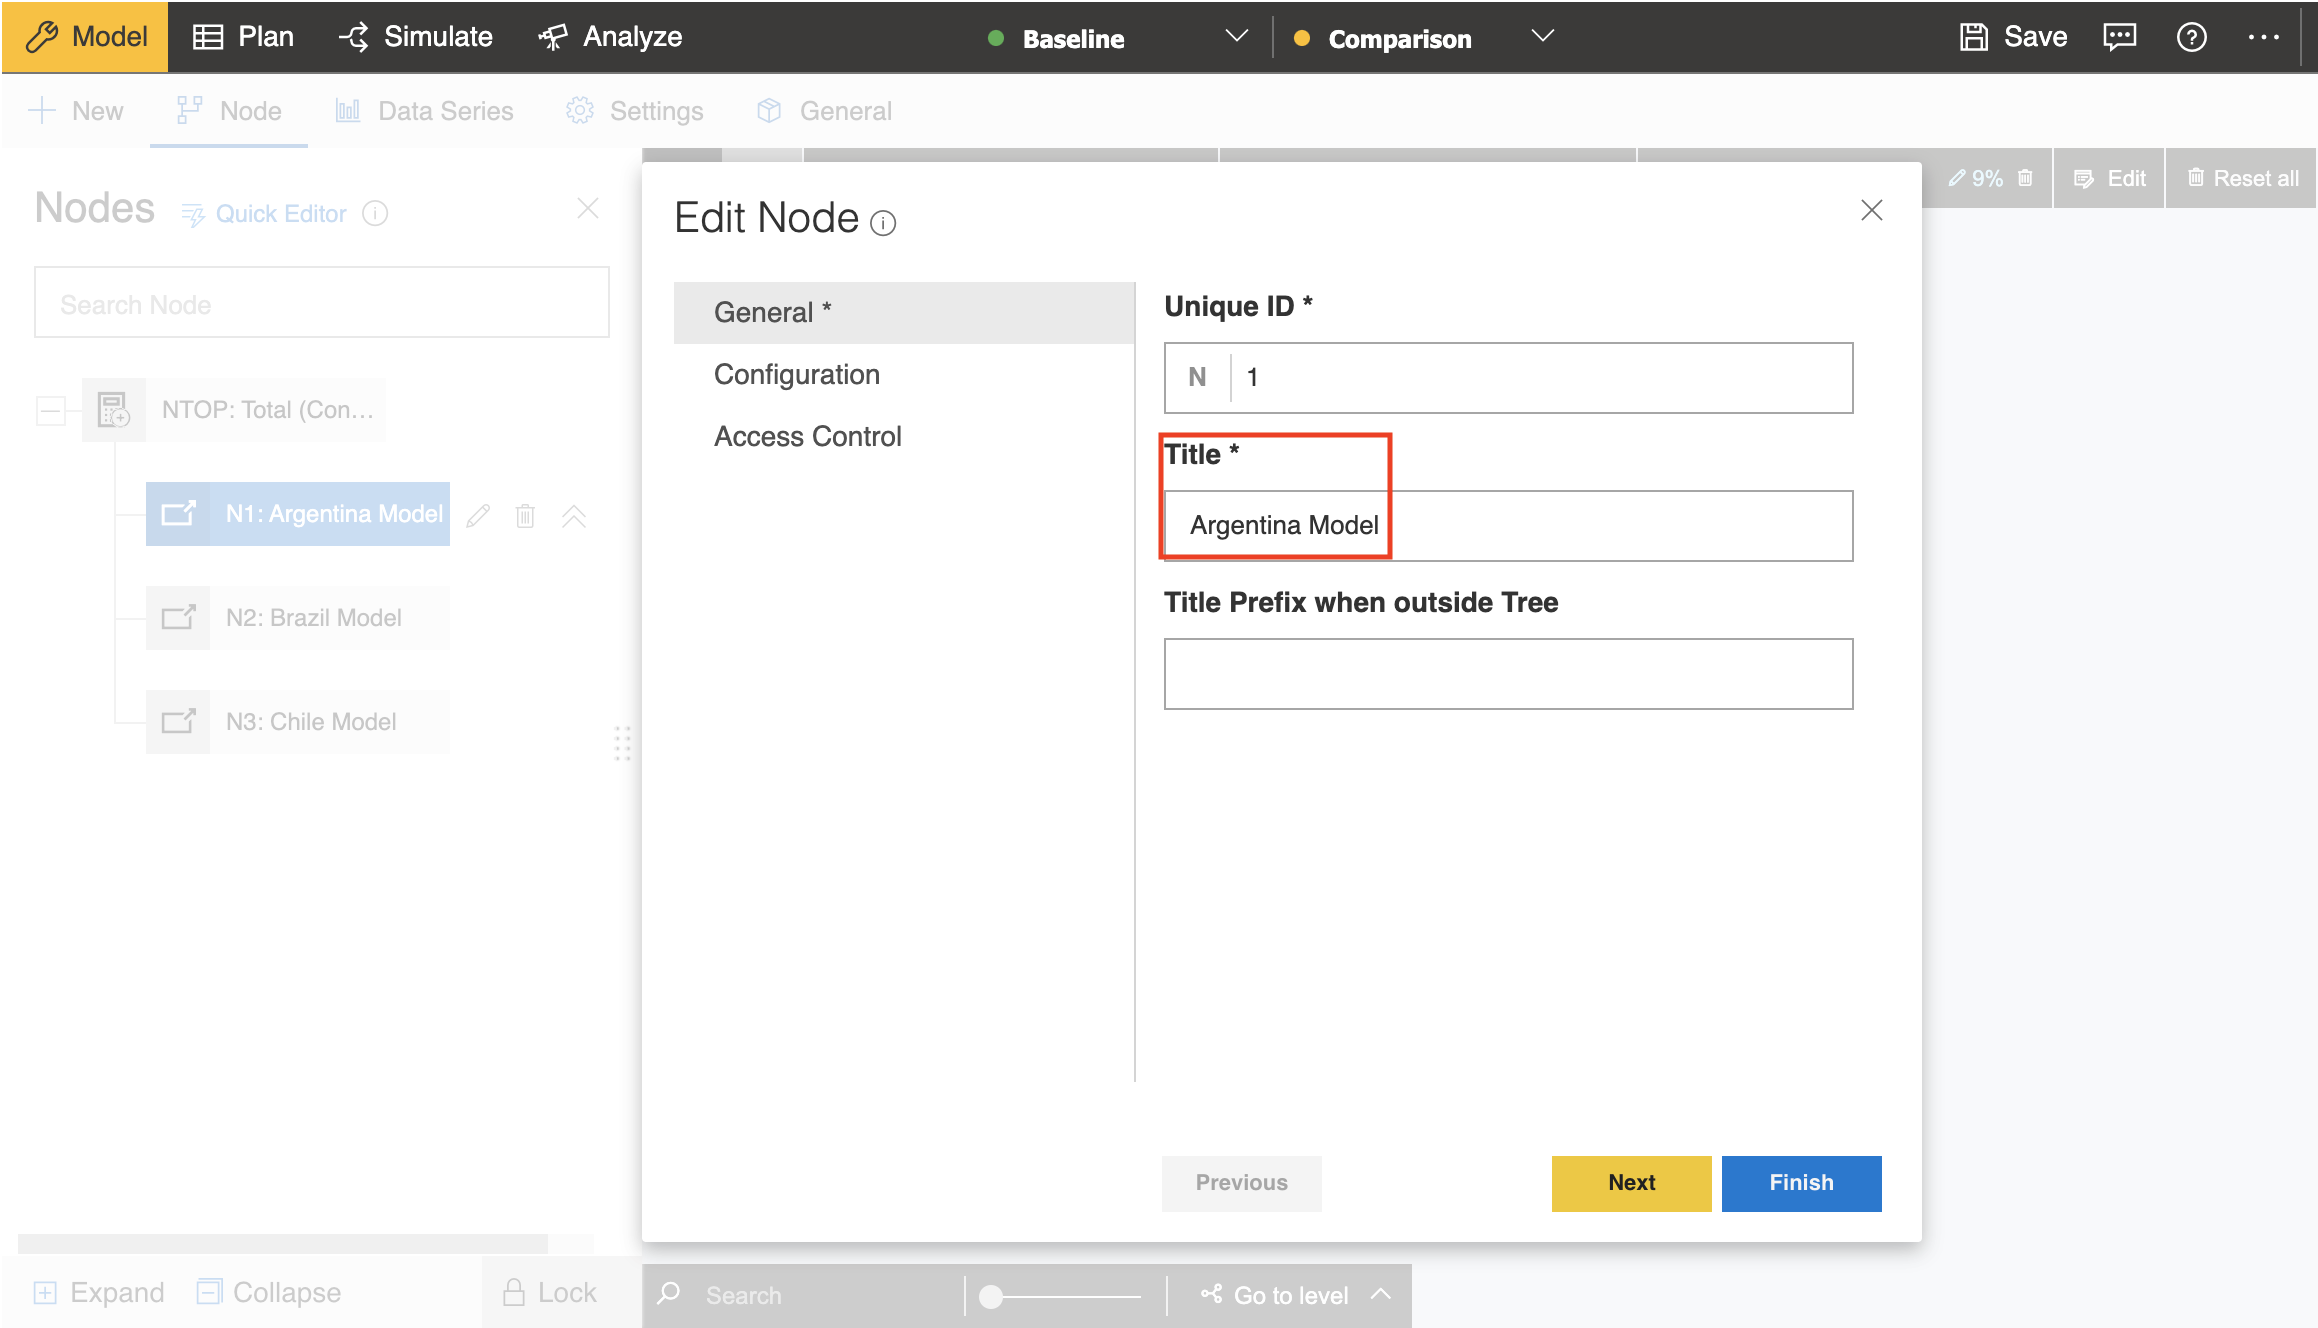 Model Plan Simulate Analyze Baseline Comparison Save
New Node Data Series Settings General
9% Edit Reset all
Nodes Quick Editor
Search Node
NTOP: Total (Con...
N1: Argentina Model
N2: Brazil Model
N3: Chile Model
Edit Node
General *
Configuration
Access Control
Unique ID *
N 1
Title *
Argentina Model
Title Prefix when outside Tree
Previous Next Finish
Expand Collapse Lock Search Go to level